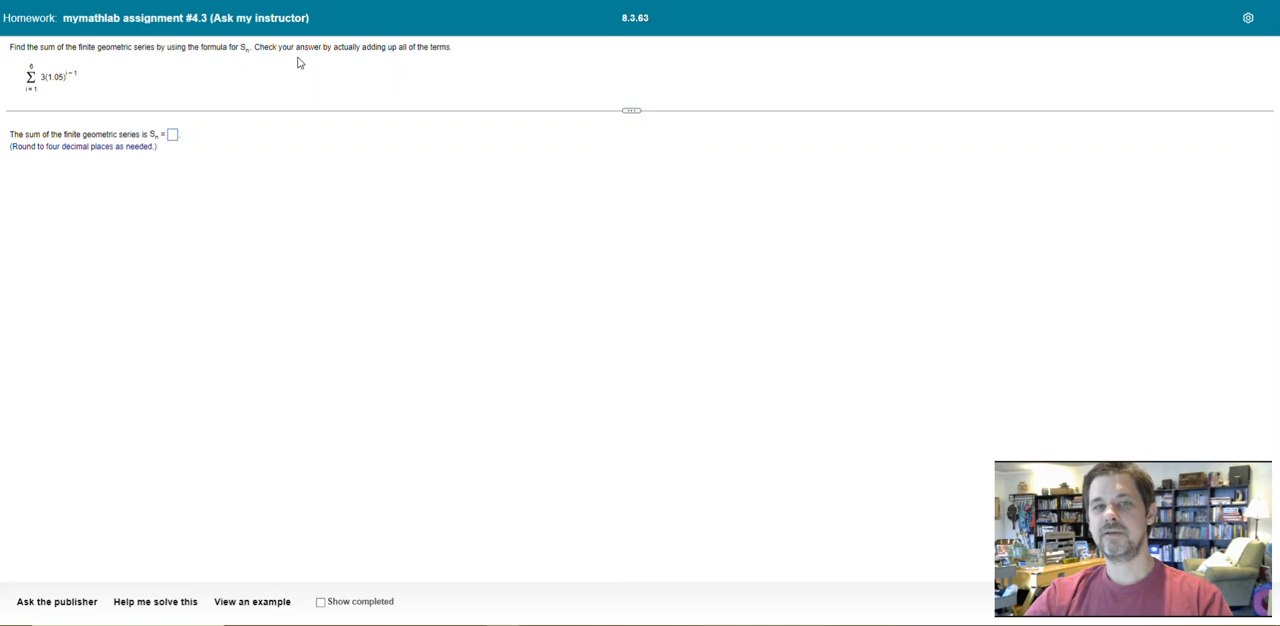 Homework: mymathlab assignment #4.3 (Ask my instructor)
8.3.63
Find the sum of the finite geometric series by using the formula for Sₙ. Check your answer by actually adding up all of the terms.
6
Σ 3(1.05)ⁱ⁻¹
i = 1
The sum of the finite geometric series is Sₙ = .
(Round to four decimal places as needed.)
Ask the publisher
Help me solve this
View an example
Show completed